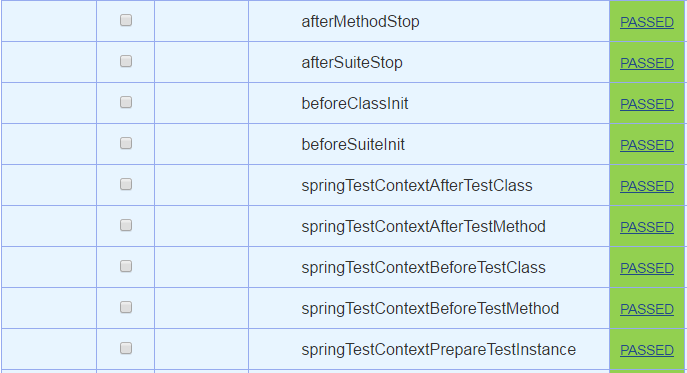 afterMethodStop PASSED
afterSuiteStop PASSED
beforeClassInit PASSED
beforeSuiteInit PASSED
springTestContextAfterTestClass PASSED
springTestContextAfterTestMethod PASSED
springTestContextBeforeTestClass PASSED
springTestContextBeforeTestMethod PASSED
springTestContextPrepareTestInstance PASSED